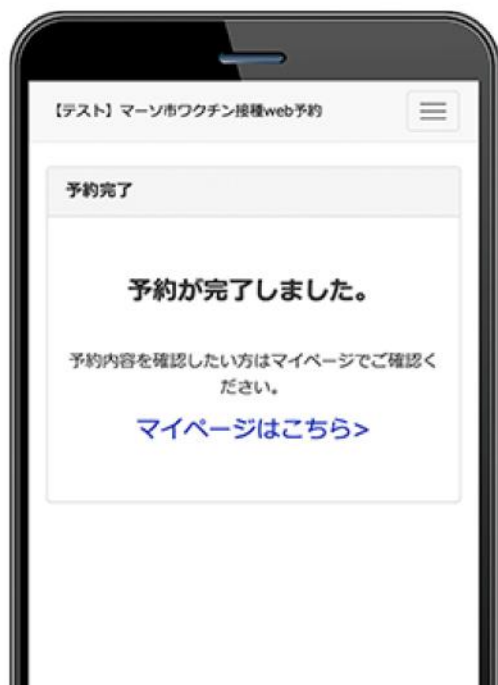 【テスト】マーソ市ワクチン接種web予約
予約完了
予約が完了しました。
予約内容を確認したい方はマイページでご確認く
ださい。
マイページはこちら>